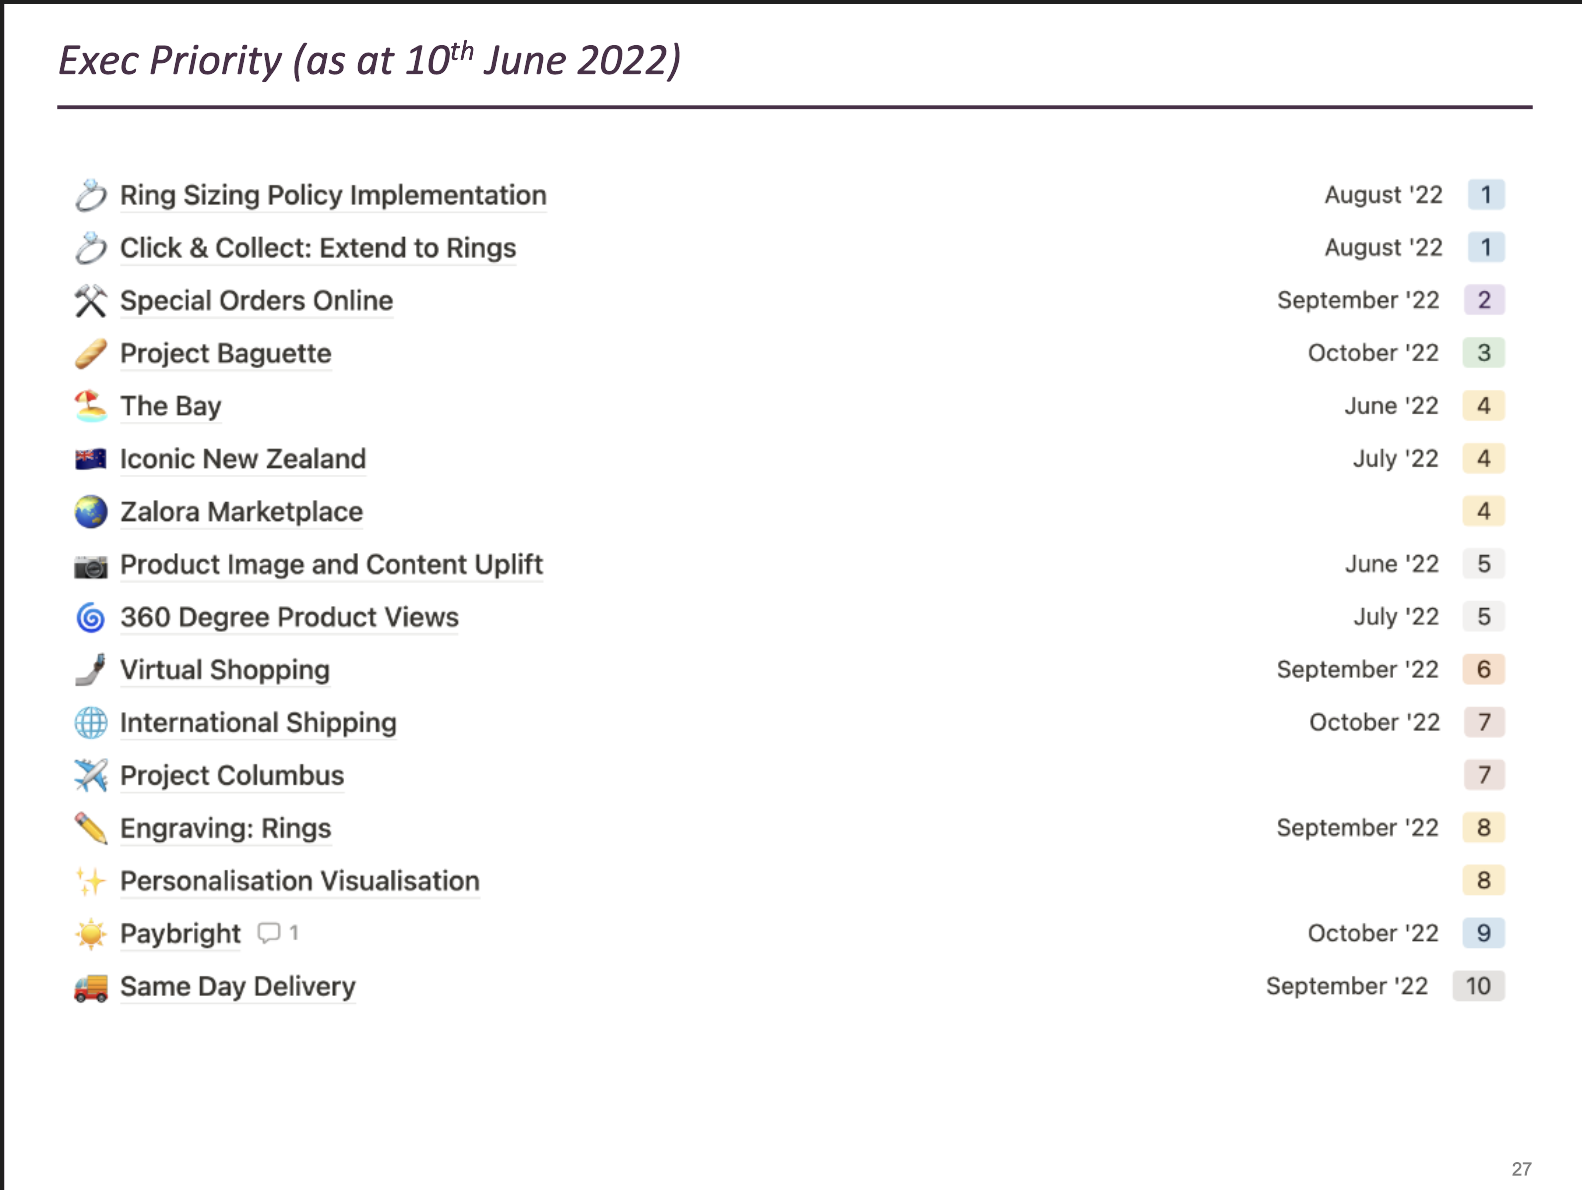 Exec Priority (as at 10th June 2022)
Ring Sizing Policy Implementation August '22 1
Click & Collect: Extend to Rings August '22 1
Special Orders Online September '22 2
Project Baguette October '22 3
The Bay June '22 4
Iconic New Zealand July '22 4
Zalora Marketplace 4
Product Image and Content Uplift June '22 5
360 Degree Product Views July '22 5
Virtual Shopping September '22 6
International Shipping October '22 7
Project Columbus 7
Engraving: Rings September '22 8
Personalisation Visualisation 8
Paybright 1 October '22 9
Same Day Delivery September '22 10
27